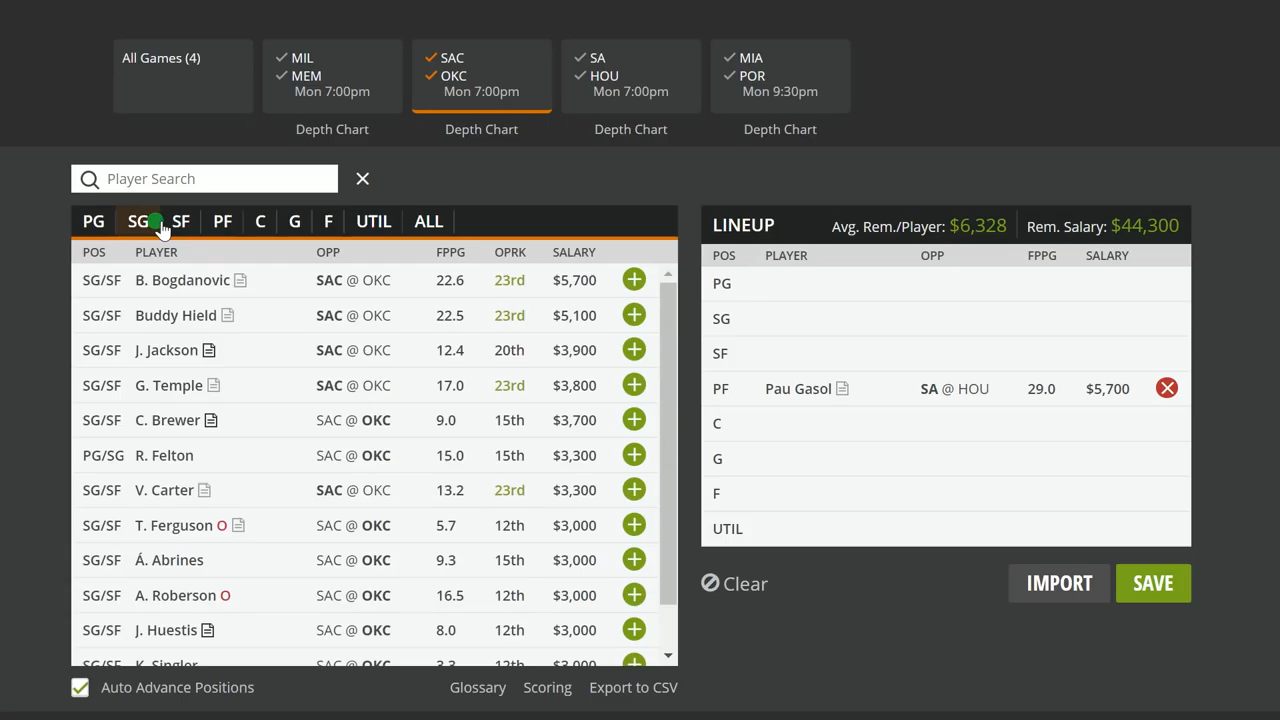 All Games (4)
MIL
MEM
Mon 7:00pm
SAC
OKC
Mon 7:00pm
SA
HOU
Mon 7:00pm
MIA
POR
Mon 9:30pm
Depth Chart Depth Chart Depth Chart Depth Chart
Player Search
PG SG SF PF C G F UTIL ALL
POS PLAYER OPP FPPG OPRK SALARY
SG/SF B. Bogdanovic SAC @ OKC 22.6 23rd $5,700
SG/SF Buddy Hield SAC @ OKC 22.5 23rd $5,100
SG/SF J. Jackson SAC @ OKC 12.4 20th $3,900
SG/SF G. Temple SAC @ OKC 17.0 23rd $3,800
SG/SF C. Brewer SAC @ OKC 9.0 15th $3,700
PG/SG R. Felton SAC @ OKC 15.0 15th $3,300
SG/SF V. Carter SAC @ OKC 13.2 23rd $3,300
SG/SF T. Ferguson O SAC @ OKC 5.7 12th $3,000
SG/SF Á. Abrines SAC @ OKC 9.3 15th $3,000
SG/SF A. Roberson O SAC @ OKC 16.5 12th $3,000
SG/SF J. Huestis SAC @ OKC 8.0 12th $3,000
SG/SF K. Singler SAC @ OKC 3.3 12th $3,000
Auto Advance Positions Glossary Scoring Export to CSV
LINEUP Avg. Rem./Player: $6,328 Rem. Salary: $44,300
POS PLAYER OPP FPPG SALARY
PG
SG
SF
PF Pau Gasol SA @ HOU 29.0 $5,700
C
G
F
UTIL
Clear IMPORT SAVE